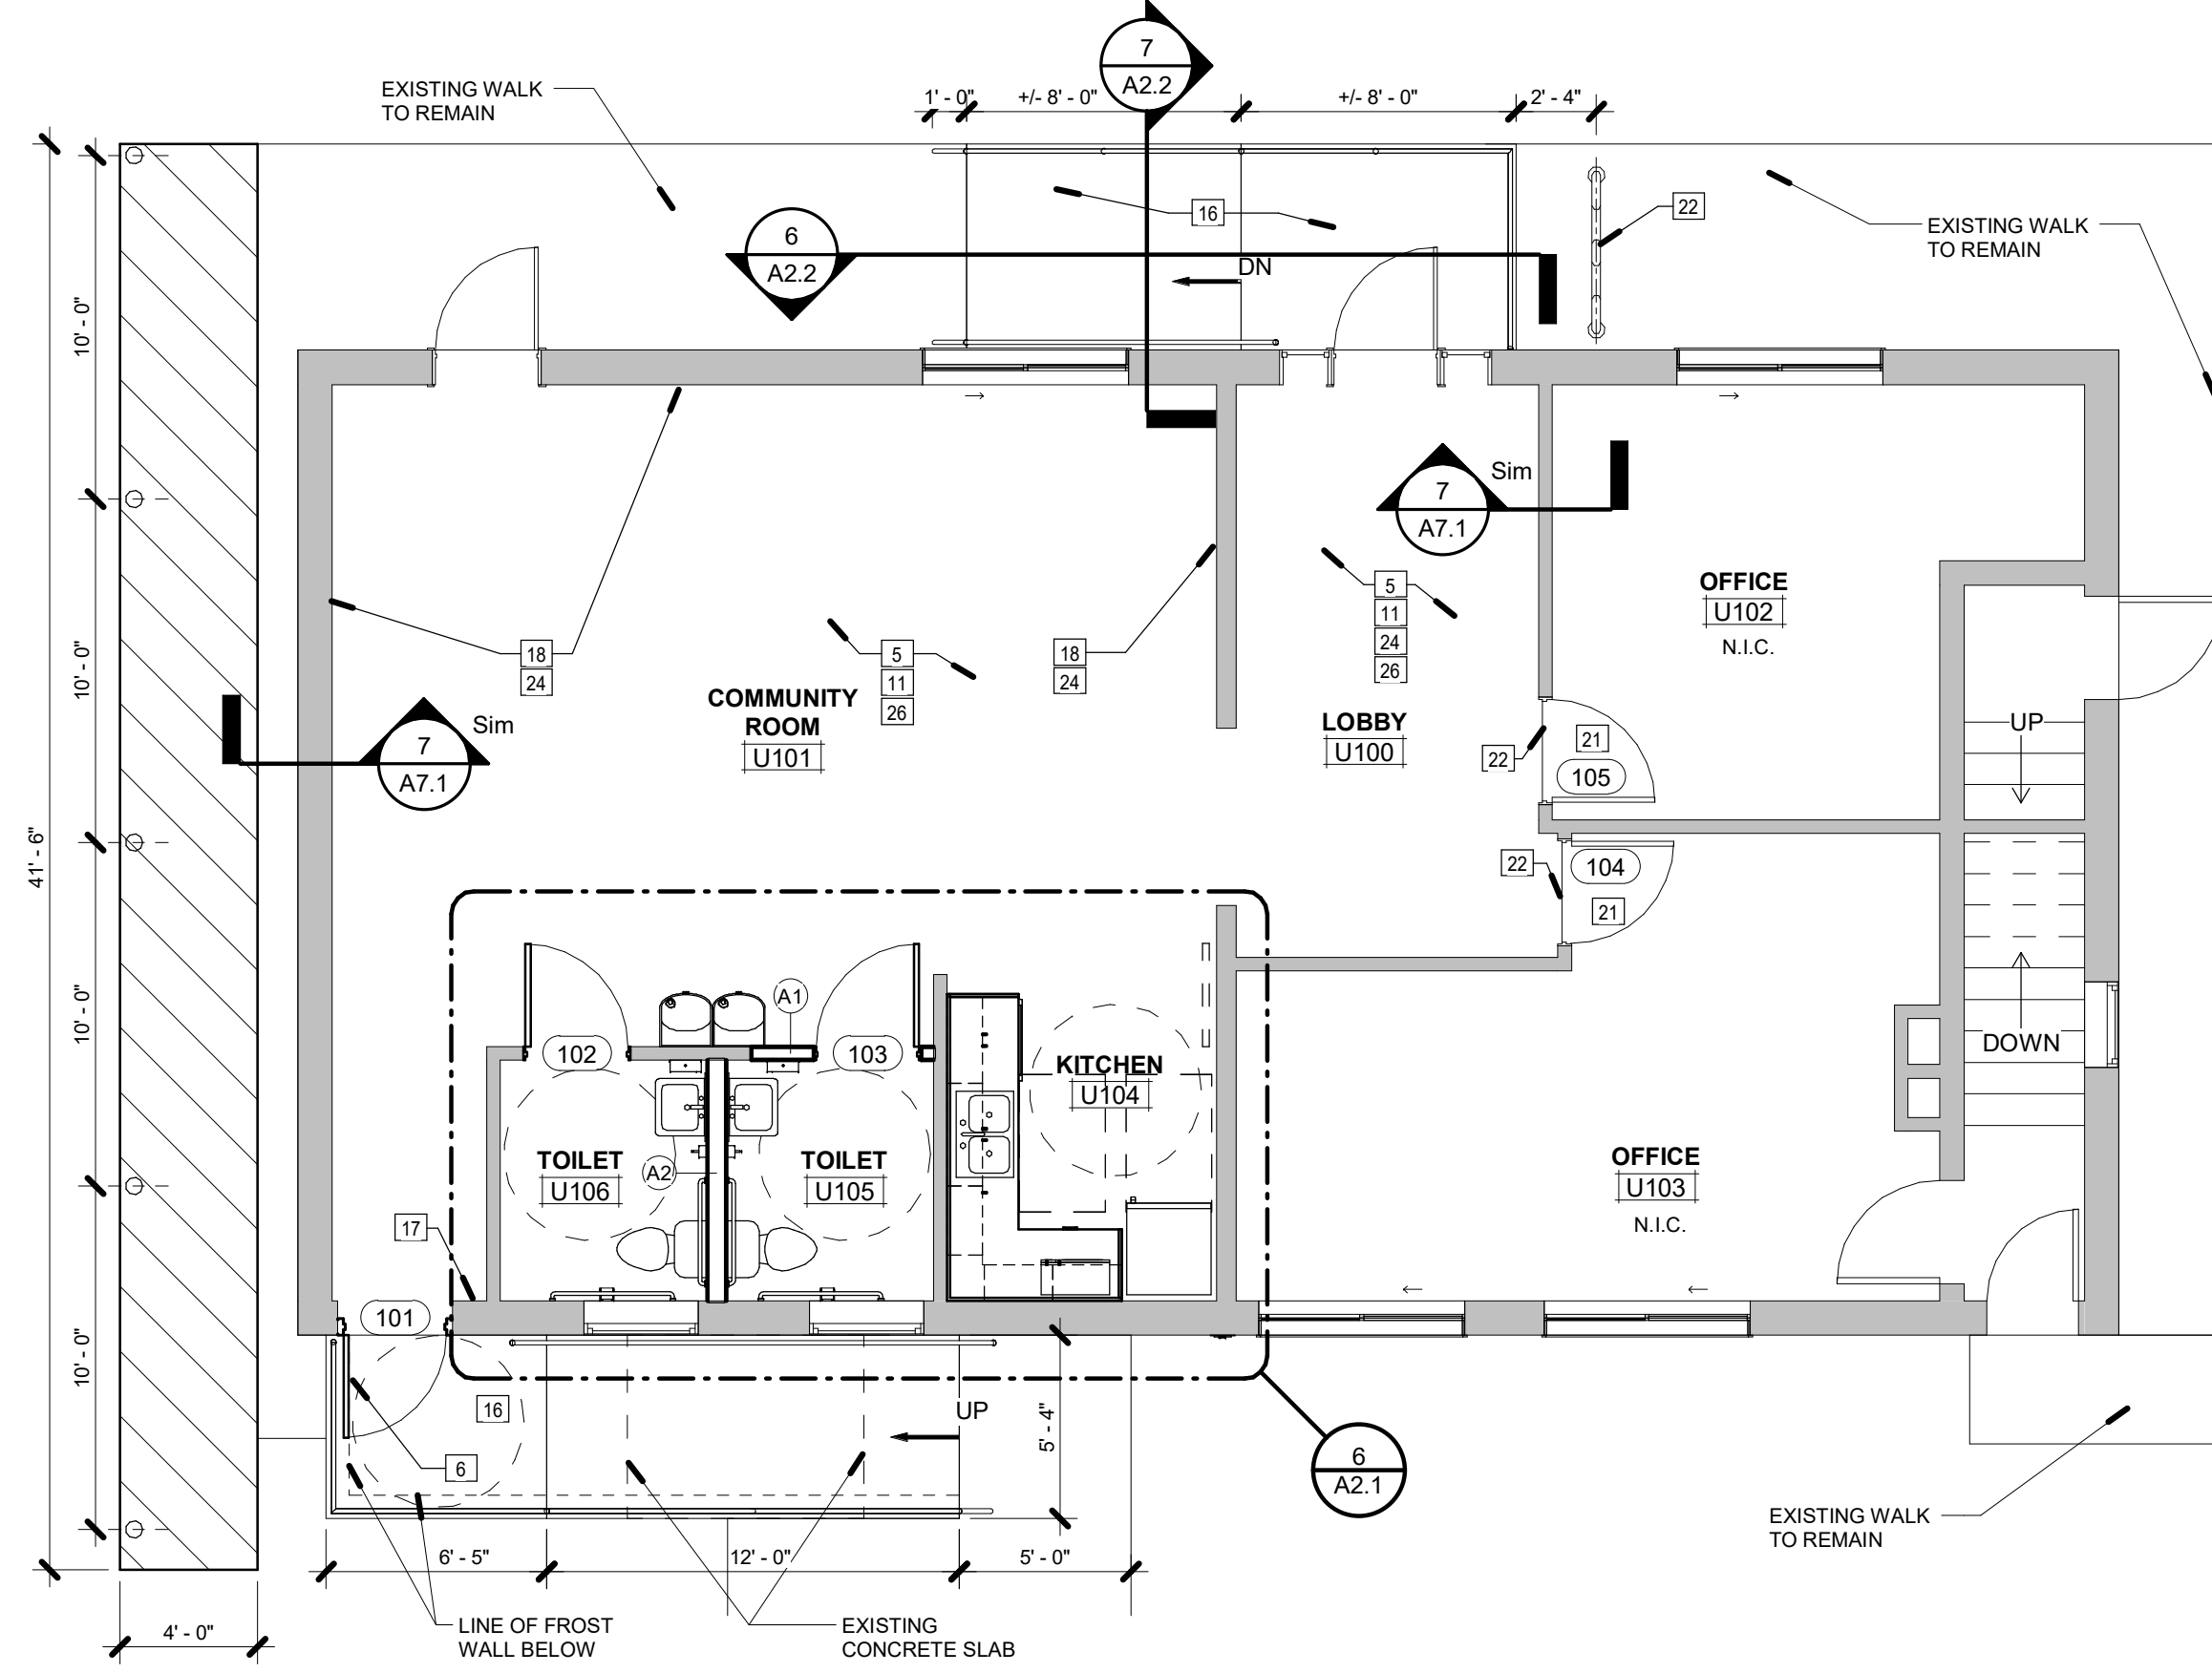 7
A2.2
EXISTING WALK
TO REMAIN
1' - 0"
+/- 8' - 0"
+/- 8' - 0"
2' - 4"
16
22
6
A2.2
DN
EXISTING WALK
TO REMAIN
10' - 0"
Sim
7
A7.1
5
11
24
26
OFFICE
U102
N.I.C.
18
24
5
11
26
18
24
10' - 0"
COMMUNITY
ROOM
U101
LOBBY
U100
Sim
7
A7.1
22
21
105
UP
41' - 6"
22
104
21
A1
102
103
10' - 0"
KITCHEN
U104
DOWN
TOILET
U106
A2
TOILET
U105
OFFICE
U103
N.I.C.
17
101
10' - 0"
16
UP
5' - 4"
6
6
A2.1
EXISTING WALK
TO REMAIN
6' - 5"
12' - 0"
5' - 0"
4' - 0"
LINE OF FROST
WALL BELOW
EXISTING
CONCRETE SLAB